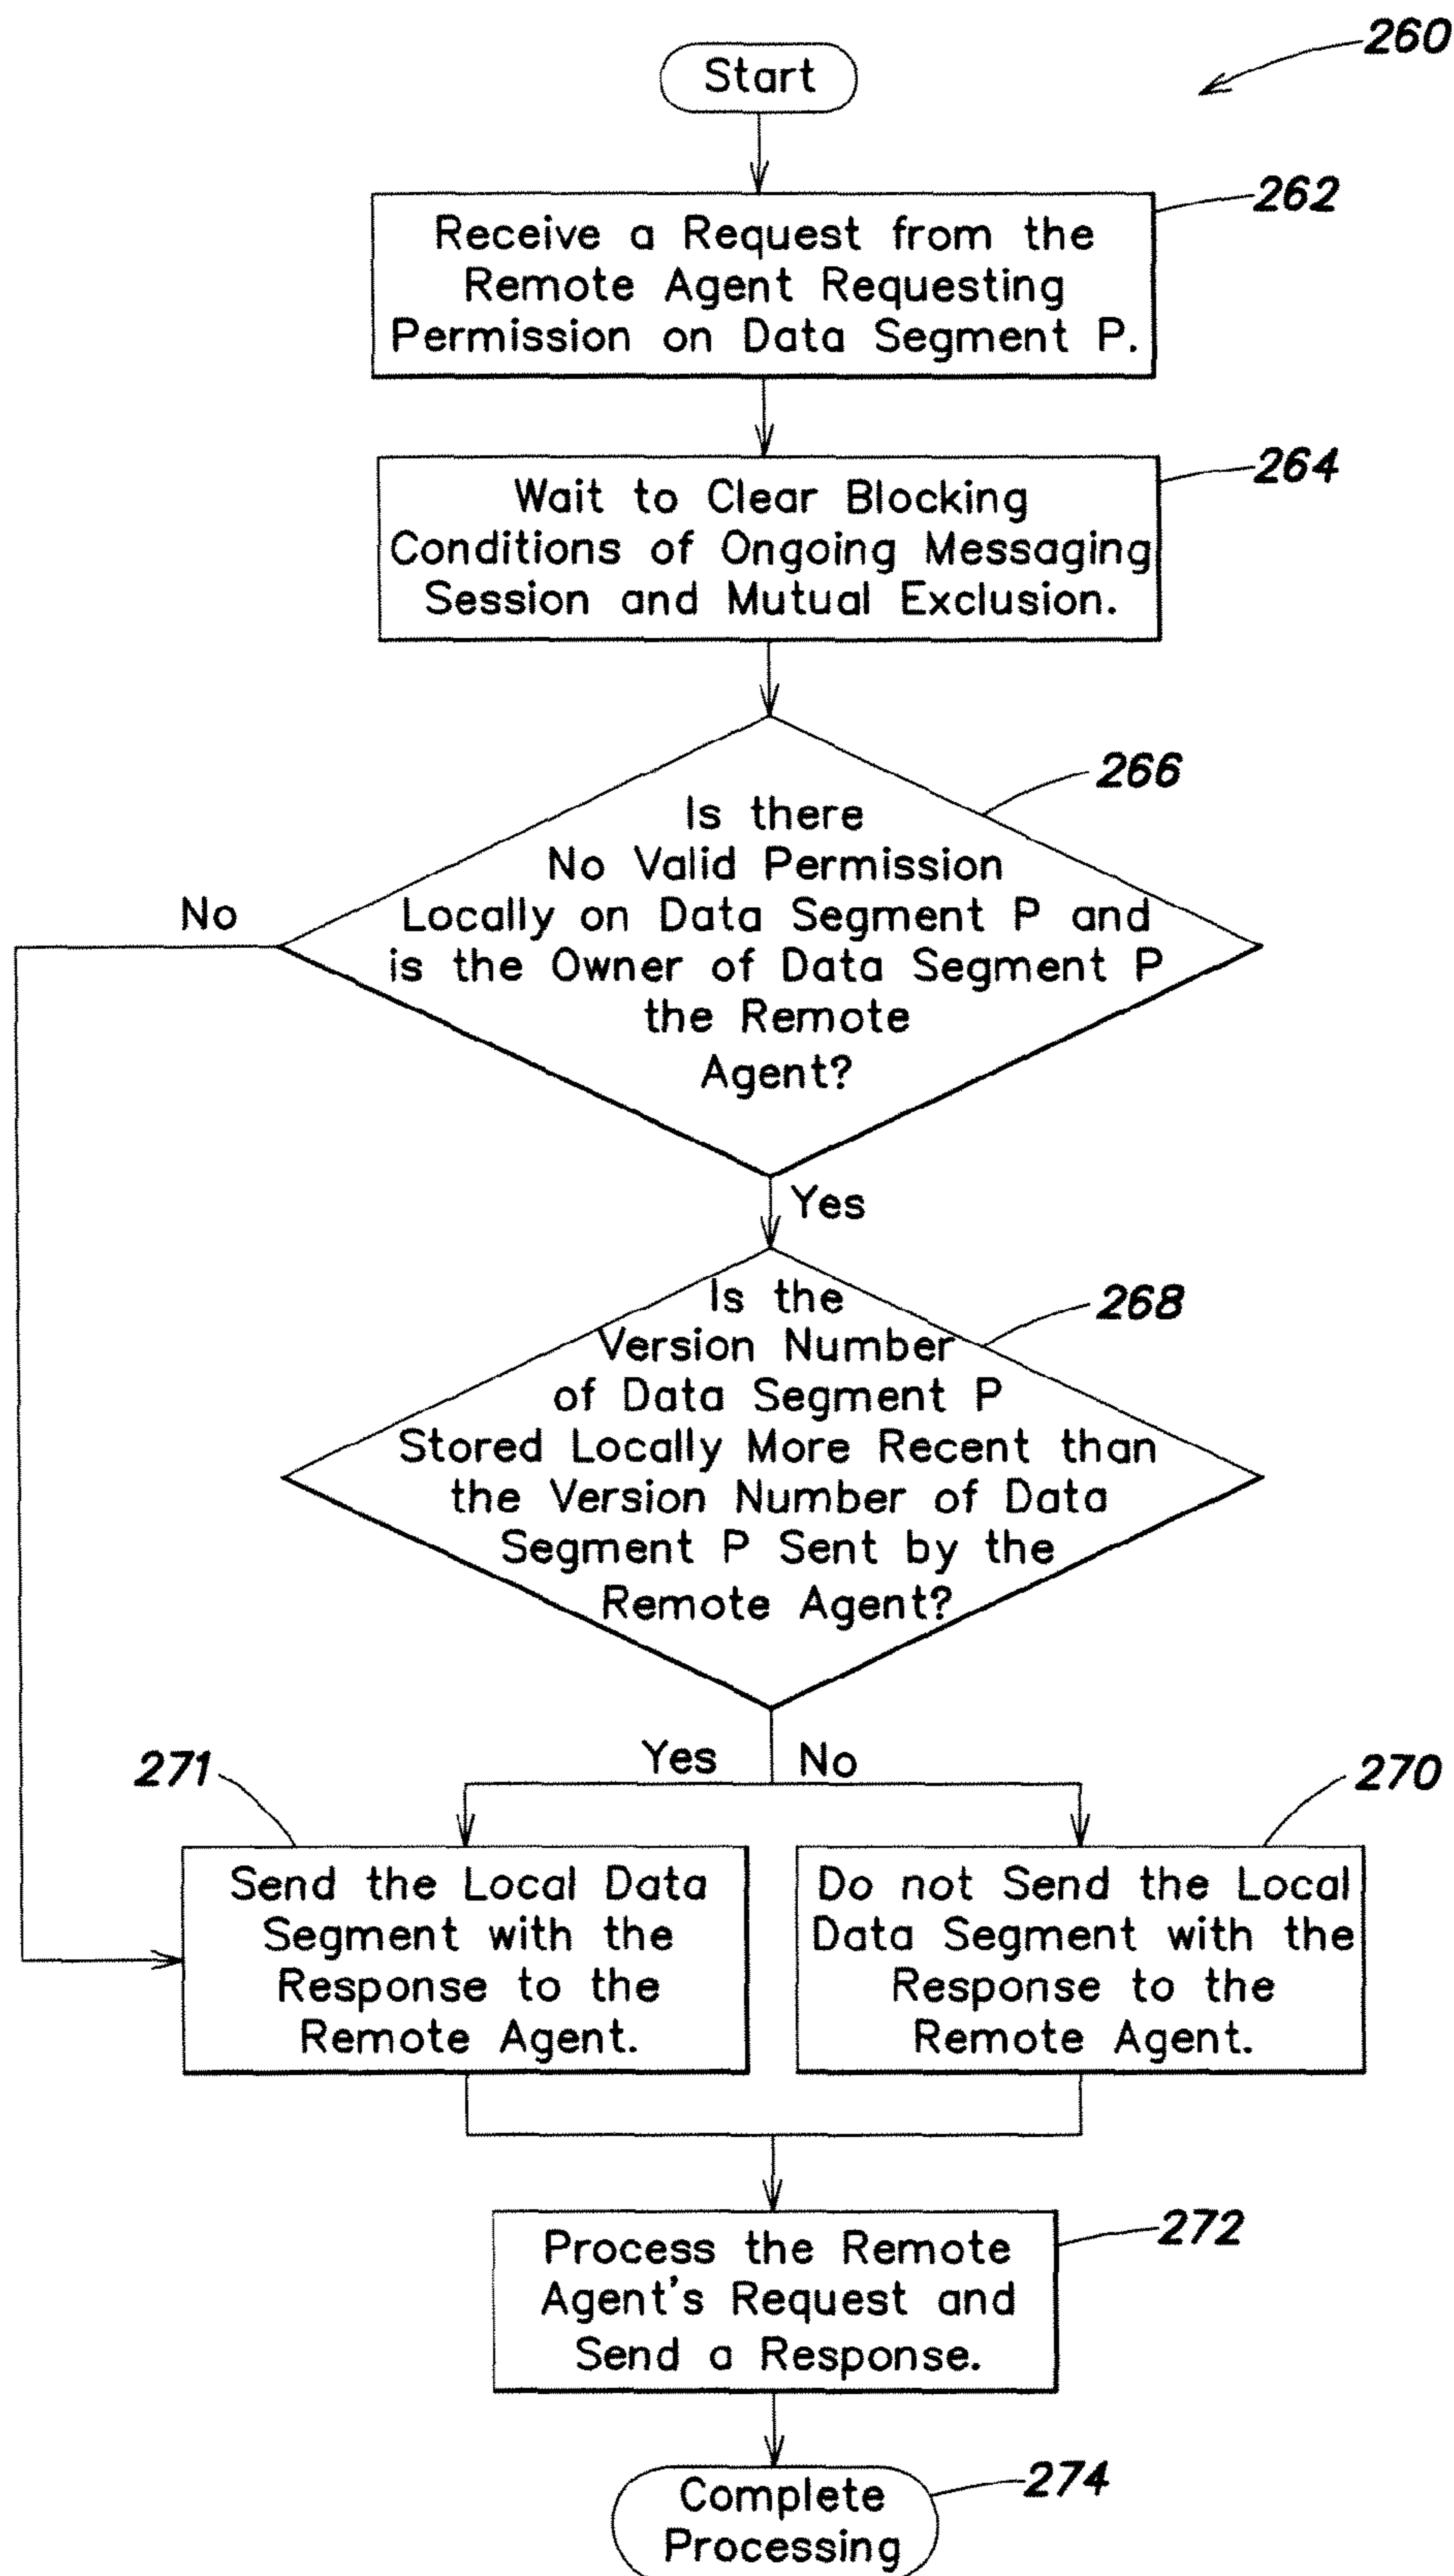 260
Start
262
Receive a Request from the
Remote Agent Requesting
Permission on Data Segment P.
264
Wait to Clear Blocking
Conditions of Ongoing Messaging
Session and Mutual Exclusion.
266
Is there
No Valid Permission
Locally on Data Segment P and
is the Owner of Data Segment P
the Remote
Agent?
No
Yes
268
Is the
Version Number
of Data Segment P
Stored Locally More Recent than
the Version Number of Data
Segment P Sent by the
Remote Agent?
Yes
No
271
270
Send the Local Data
Segment with the
Response to the
Remote Agent.
Do not Send the Local
Data Segment with the
Response to the
Remote Agent.
272
Process the Remote
Agent's Request and
Send a Response.
274
Complete
Processing